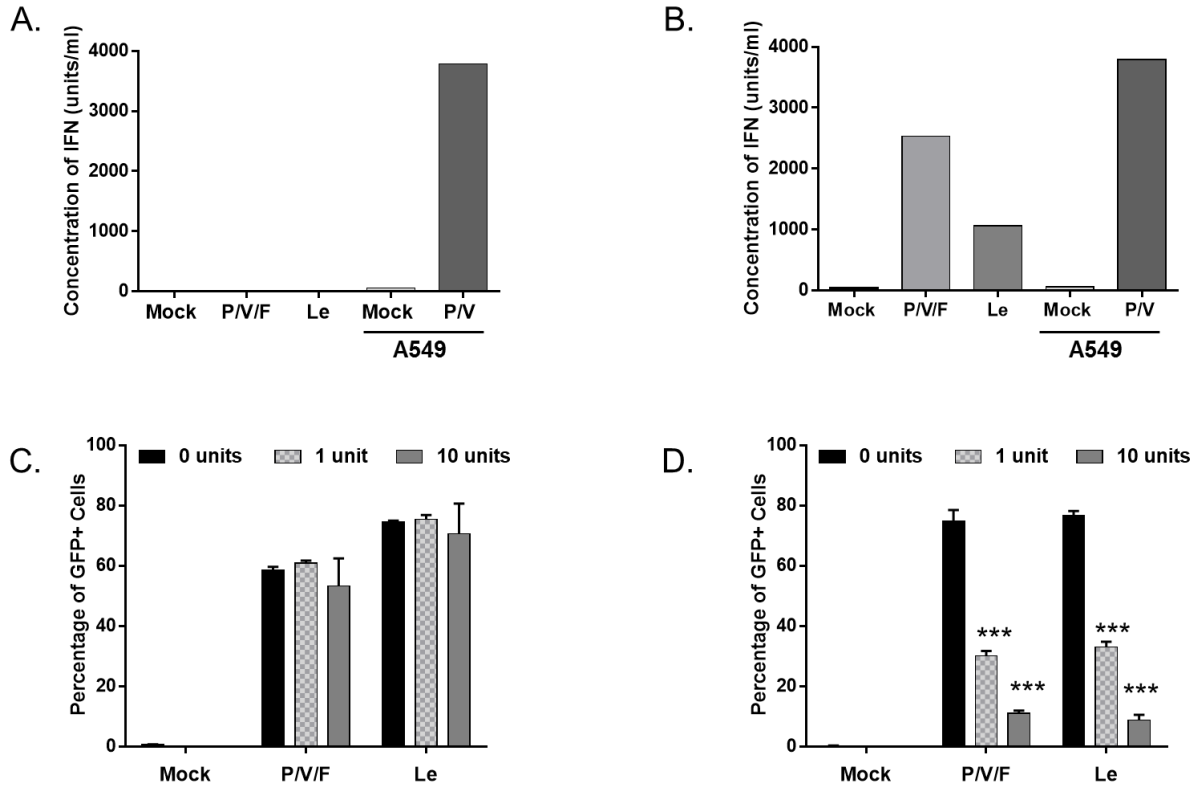 A.
Concentration of IFN (units/ml)
4000
3000
2000
1000
0
Mock P/V/F Le Mock P/V
A549
B.
Concentration of IFN (units/ml)
4000
3000
2000
1000
0
Mock P/V/F Le Mock P/V
A549
C.
Percentage of GFP+ Cells
100
80
60
40
20
0
0 units 1 unit 10 units
Mock P/V/F Le
D.
Percentage of GFP+ Cells
100
80
60
40
20
0
0 units 1 unit 10 units
***
***
***
***
Mock P/V/F Le